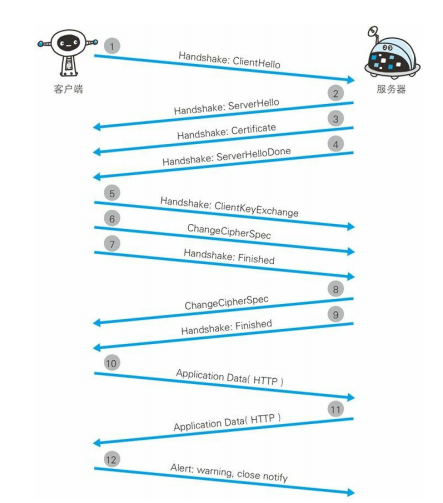 1
Handshake: ClientHello
客户端
服务器
2
Handshake: ServerHello
3
Handshake: Certificate
4
Handshake: ServerHelloDone
5
Handshake: ClientKeyExchange
6
ChangeCipherSpec
7
Handshake: Finished
8
ChangeCipherSpec
9
Handshake: Finished
10
Application Data( HTTP )
11
Application Data( HTTP )
12
Alert: warning, close notify